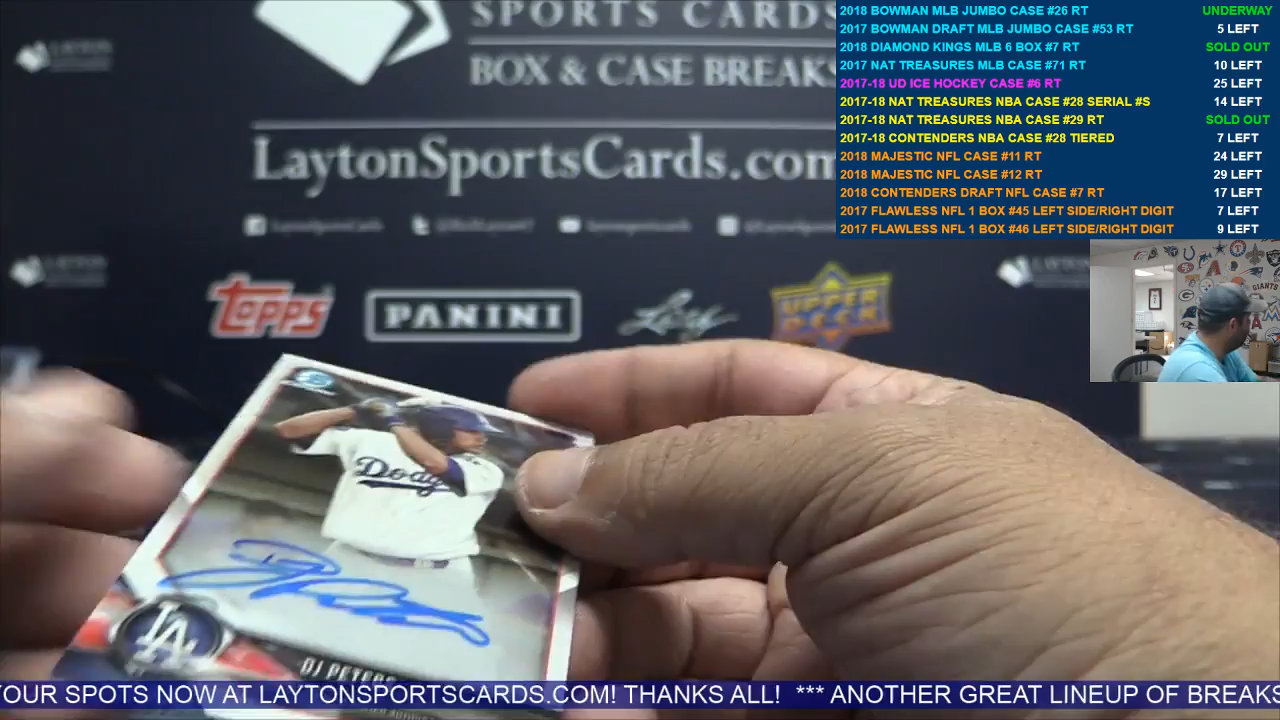 SPORTS CARDS
BOX & CASE BREAKS
LaytonSportsCards.com
LAYTON
topps
PANINI
Leaf
UPPER DECK
2018 BOWMAN MLB JUMBO CASE #26 RT UNDERWAY
2017 BOWMAN DRAFT MLB JUMBO CASE #53 RT 5 LEFT
2018 DIAMOND KINGS MLB 6 BOX #7 RT SOLD OUT
2017 NAT TREASURES MLB CASE #71 RT 10 LEFT
2017-18 UD ICE HOCKEY CASE #6 RT 25 LEFT
2017-18 NAT TREASURES NBA CASE #28 SERIAL #S 14 LEFT
2017-18 NAT TREASURES NBA CASE #29 RT SOLD OUT
2017-18 CONTENDERS NBA CASE #28 TIERED 7 LEFT
2018 MAJESTIC NFL CASE #11 RT 24 LEFT
2018 MAJESTIC NFL CASE #12 RT 29 LEFT
2018 CONTENDERS DRAFT NFL CASE #7 RT 17 LEFT
2017 FLAWLESS NFL 1 BOX #45 LEFT SIDE/RIGHT DIGIT 7 LEFT
2017 FLAWLESS NFL 1 BOX #46 LEFT SIDE/RIGHT DIGIT 9 LEFT
GIANTS
Dodg
LA
DJ PETERS
YOUR SPOTS NOW AT LAYTONSPORTSCARDS.COM! THANKS ALL! *** ANOTHER GREAT LINEUP OF BREAKS